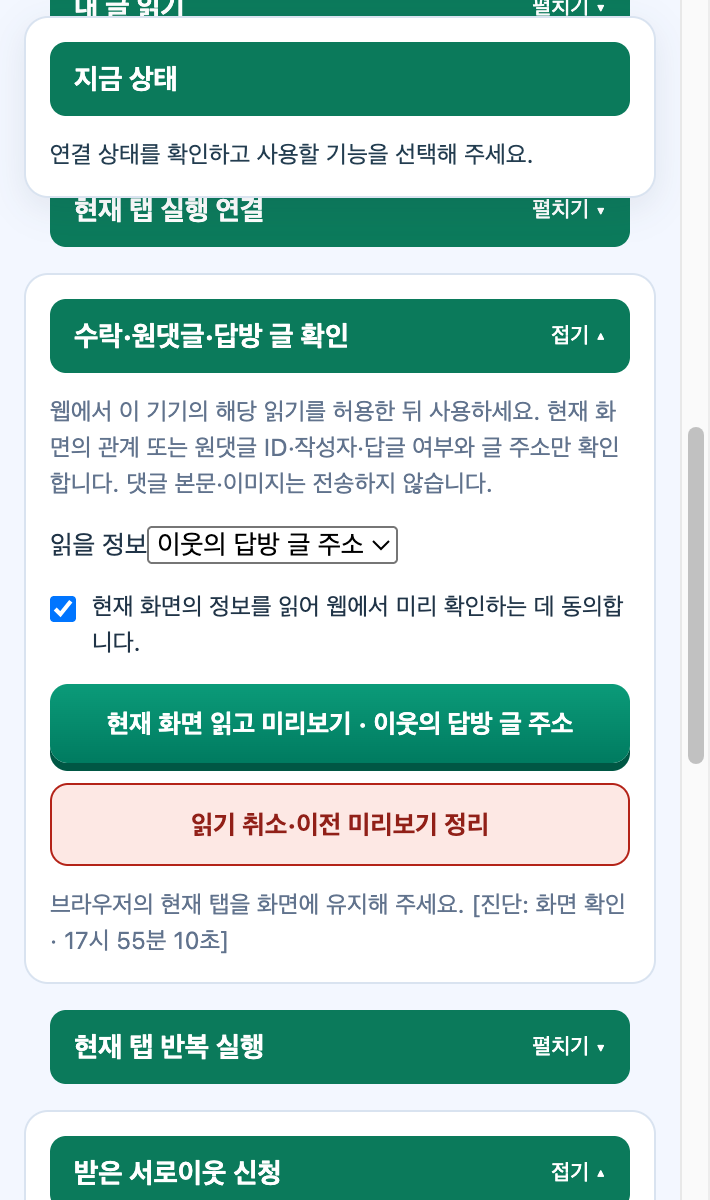 내 글 읽기 펼치기 ▾
지금 상태
연결 상태를 확인하고 사용할 기능을 선택해 주세요.
현재 탭 실행 연결 펼치기 ▾
수락·원댓글·답방 글 확인 접기 ▴
웹에서 이 기기의 해당 읽기를 허용한 뒤 사용하세요. 현재 화
면의 관계 또는 원댓글 ID·작성자·답글 여부와 글 주소만 확인
합니다. 댓글 본문·이미지는 전송하지 않습니다.
읽을 정보 이웃의 답방 글 주소
현재 화면의 정보를 읽어 웹에서 미리 확인하는 데 동의합
니다.
현재 화면 읽고 미리보기 · 이웃의 답방 글 주소
읽기 취소·이전 미리보기 정리
브라우저의 현재 탭을 화면에 유지해 주세요. [진단: 화면 확인
· 17시 55분 10초]
현재 탭 반복 실행 펼치기 ▾
받은 서로이웃 신청 접기 ▴